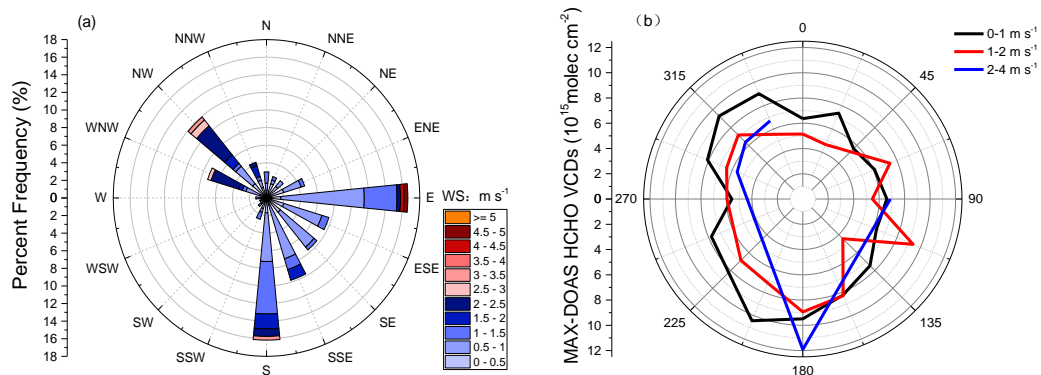 (a)
N
NNE
NE
ENE
E
ESE
SE
SSE
S
SSW
SW
WSW
W
WNW
NW
NNW
Percent Frequency (%)
18
16
14
12
10
8
6
4
2
0
2
4
6
8
10
12
14
16
18
WS: m s⁻¹
>= 5
4.5 - 5
4 - 4.5
3.5 - 4
3 - 3.5
2.5 - 3
2 - 2.5
1.5 - 2
1 - 1.5
0.5 - 1
0 - 0.5
(b)
0
45
90
135
180
225
270
315
MAX-DOAS HCHO VCDs (10¹⁵molec cm⁻²)
12
10
8
6
4
2
0
2
4
6
8
10
12
0-1 m s⁻¹
1-2 m s⁻¹
2-4 m s⁻¹